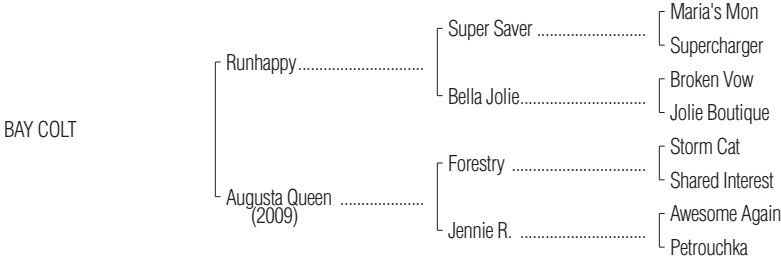 Maria's Mon
Super Saver ..........................
Supercharger
Runhappy..............................
Broken Vow
Bella Jolie..............................
Jolie Boutique
BAY COLT
Storm Cat
Forestry ................................
Shared Interest
Augusta Queen ....................
(2009)
Awesome Again
Jennie R. ..............................
Petrouchka